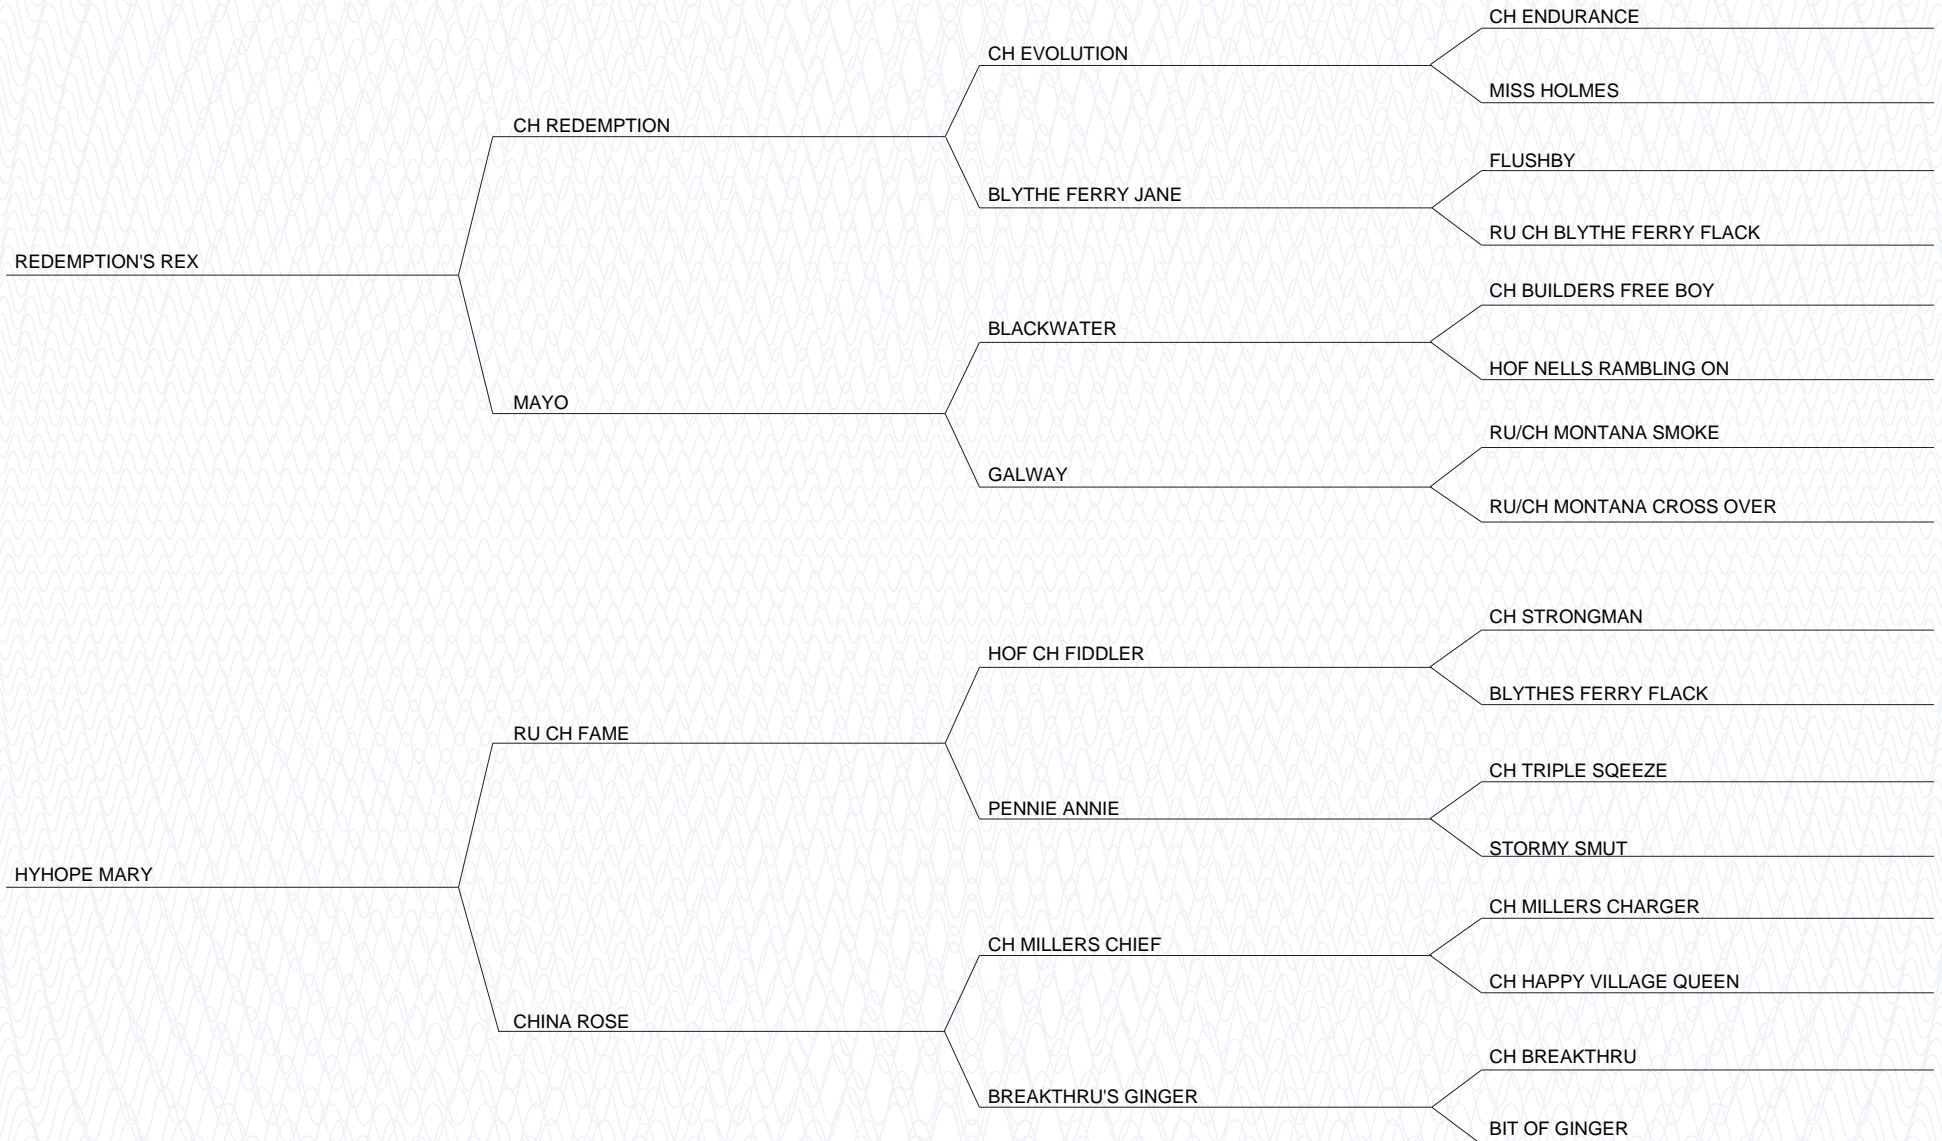 REDEMPTION'S REX
CH REDEMPTION
CH EVOLUTION
CH ENDURANCE
MISS HOLMES
BLYTHE FERRY JANE
FLUSHBY
RU CH BLYTHE FERRY FLACK
MAYO
BLACKWATER
CH BUILDERS FREE BOY
HOF NELLS RAMBLING ON
GALWAY
RU/CH MONTANA SMOKE
RU/CH MONTANA CROSS OVER
HYHOPE MARY
RU CH FAME
HOF CH FIDDLER
CH STRONGMAN
BLYTHES FERRY FLACK
PENNIE ANNIE
CH TRIPLE SQEEZE
STORMY SMUT
CHINA ROSE
CH MILLERS CHIEF
CH MILLERS CHARGER
CH HAPPY VILLAGE QUEEN
BREAKTHRU'S GINGER
CH BREAKTHRU
BIT OF GINGER